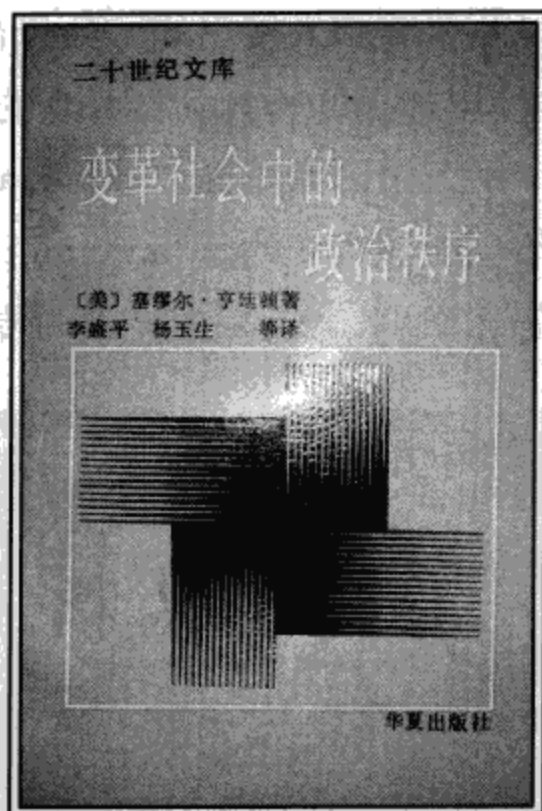 二十世纪文库
变革社会中的
政治秩序
〔美〕塞缪尔·亨廷顿著
李盛平 杨玉生 等译
华夏出版社